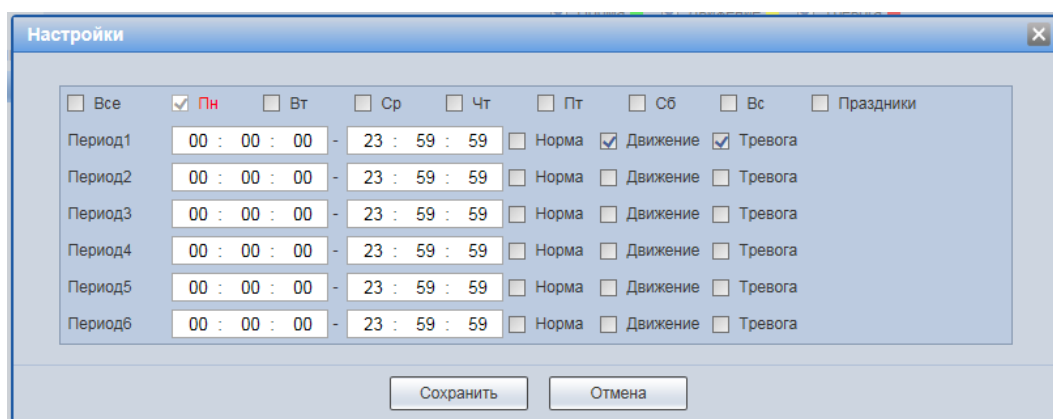 Настройки
Все Пн Вт Ср Чт Пт Сб Вс Праздники
Период1 00 : 00 : 00 - 23 : 59 : 59 Норма Движение Тревога
Период2 00 : 00 : 00 - 23 : 59 : 59 Норма Движение Тревога
Период3 00 : 00 : 00 - 23 : 59 : 59 Норма Движение Тревога
Период4 00 : 00 : 00 - 23 : 59 : 59 Норма Движение Тревога
Период5 00 : 00 : 00 - 23 : 59 : 59 Норма Движение Тревога
Период6 00 : 00 : 00 - 23 : 59 : 59 Норма Движение Тревога
Сохранить Отмена